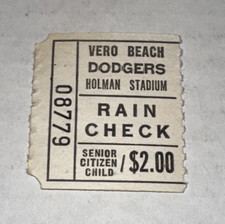 08779
VERO BEACH
DODGERS
HOLMAN STADIUM
RAIN
CHECK
SENIOR
CITIZEN
CHILD
/$2.00